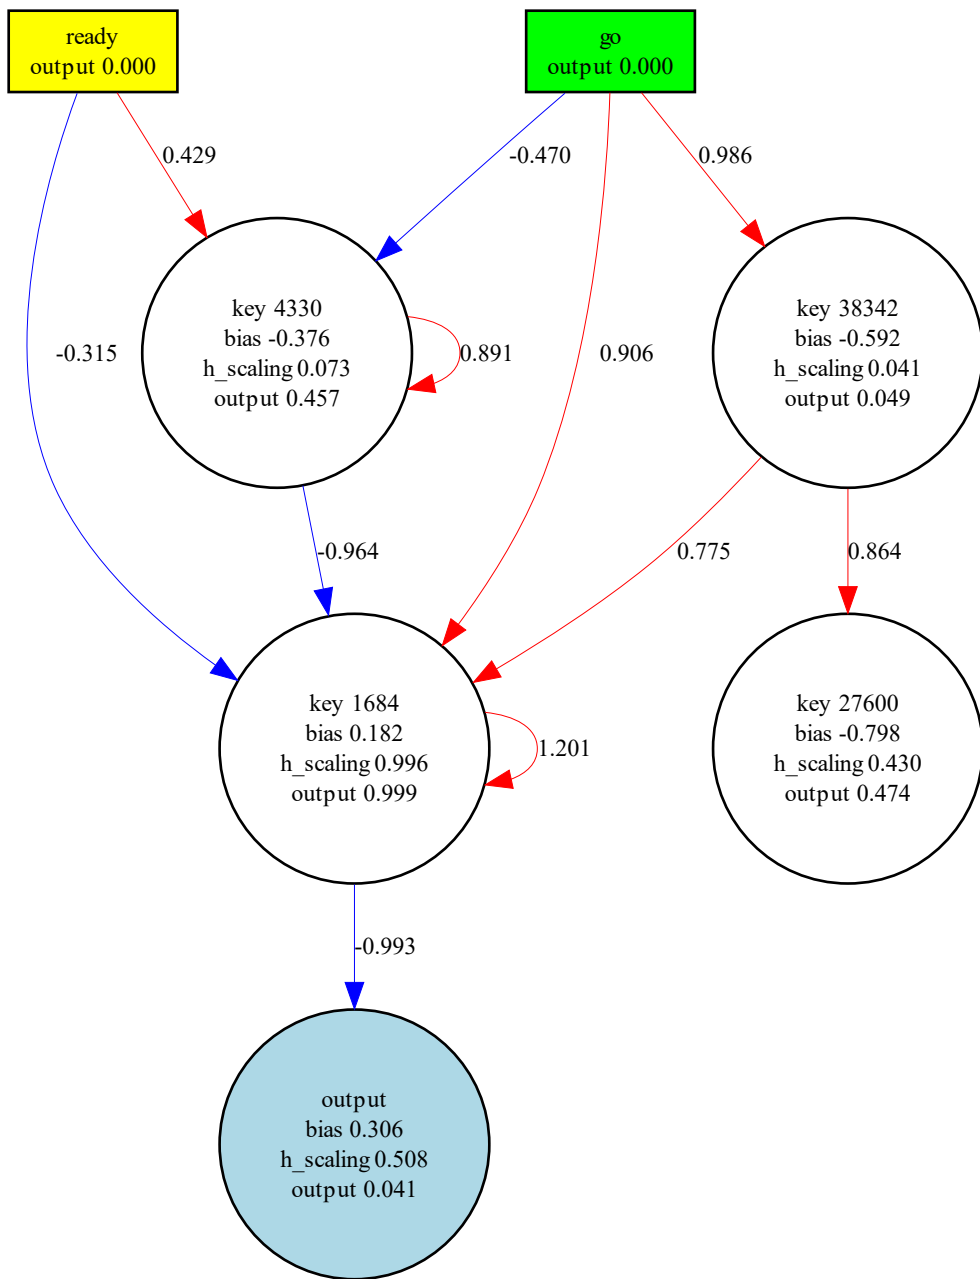 ready
output 0.000
go
output 0.000
0.429
-0.470
0.986
key 4330
bias -0.376
h_scaling 0.073
output 0.457
key 38342
bias -0.592
h_scaling 0.041
output 0.049
-0.315
0.891
0.906
-0.964
0.775
0.864
key 1684
bias 0.182
h_scaling 0.996
output 0.999
1.201
key 27600
bias -0.798
h_scaling 0.430
output 0.474
-0.993
output
bias 0.306
h_scaling 0.508
output 0.041